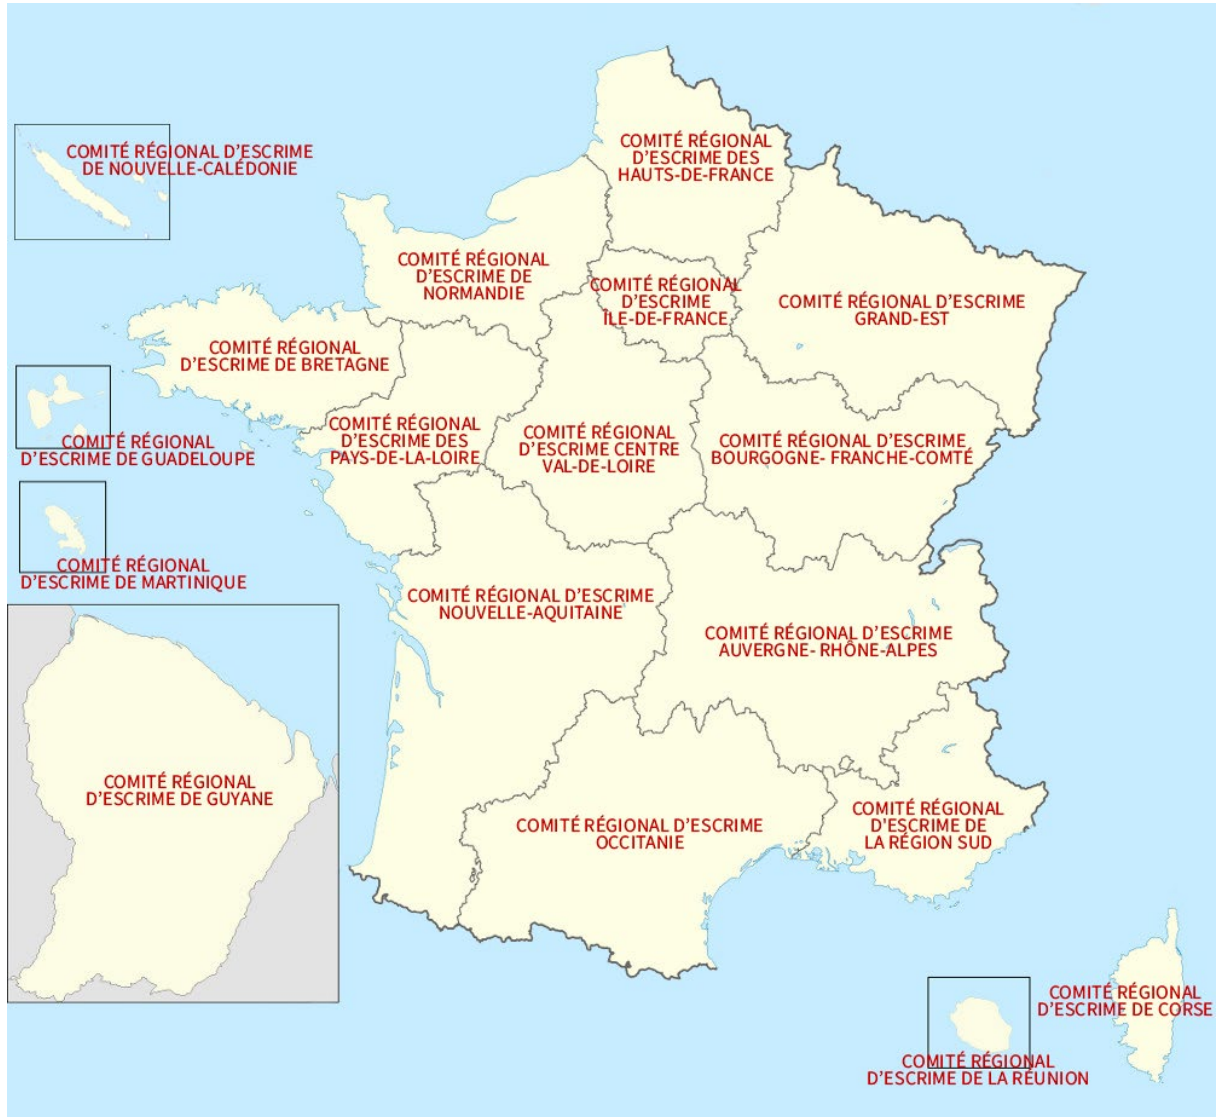 COMITÉ RÉGIONAL
D'ESCRIME DES
HAUTS-DE-FRANCE
COMITÉ RÉGIONAL D'ESCRIME
DE NOUVELLE-CALÉDONIE
COMITÉ RÉGIONAL
D'ESCRIME DE
NORMANDIE
COMITÉ RÉGIONAL
D'ESCRIME
ÎLE-DE-FRANCE
COMITÉ RÉGIONAL D'ESCRIME
GRAND-EST
COMITÉ RÉGIONAL
D'ESCRIME DE BRETAGNE
COMITÉ RÉGIONAL
D'ESCRIME DE GUADELOUPE
COMITÉ RÉGIONAL
D'ESCRIME DES
PAYS-DE-LA-LOIRE
COMITÉ RÉGIONAL
D'ESCRIME CENTRE
VAL-DE-LOIRE
COMITÉ RÉGIONAL D'ESCRIME
BOURGOGNE- FRANCHE-COMTÉ
COMITÉ RÉGIONAL
D'ESCRIME DE MARTINIQUE
COMITÉ RÉGIONAL D'ESCRIME
NOUVELLE-AQUITAINE
COMITÉ RÉGIONAL D'ESCRIME
AUVERGNE- RHÔNE-ALPES
COMITÉ RÉGIONAL
D'ESCRIME DE GUYANE
COMITÉ RÉGIONAL D'ESCRIME
OCCITANIE
COMITÉ RÉGIONAL
D'ESCRIME DE
LA RÉGION SUD
COMITÉ RÉGIONAL
D'ESCRIME DE CORSE
COMITÉ RÉGIONAL
D'ESCRIME DE LA RÉUNION